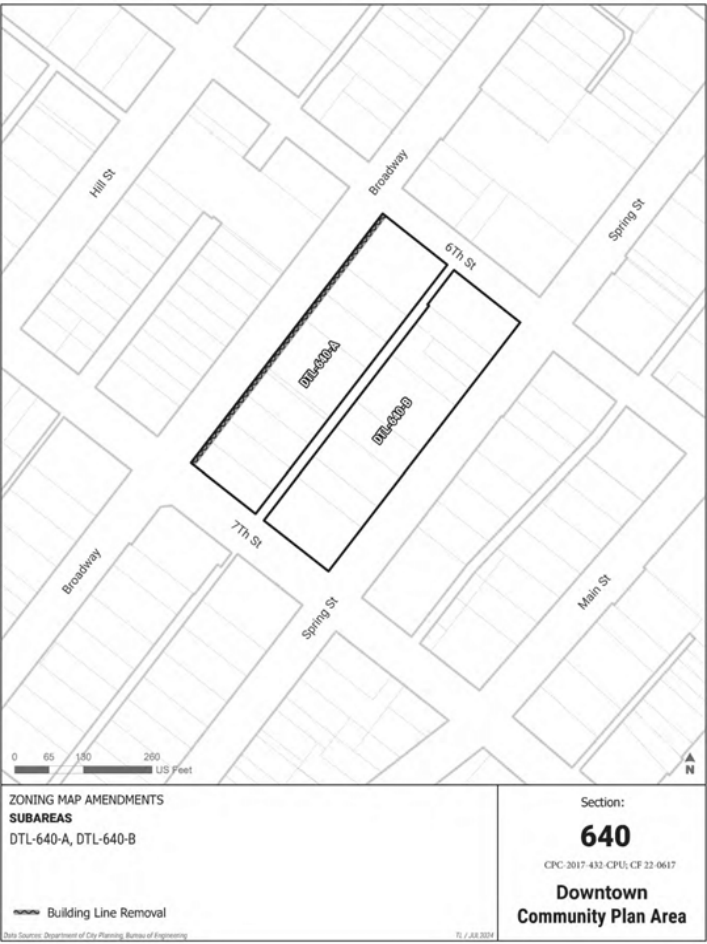 Broadway
Hill St
Spring St
6Th St
DTL-640-A
DTL-640-B
7Th St
Broadway
Main St
Spring St
0 65 130 260
US Feet
N
ZONING MAP AMENDMENTS
SUBAREAS
DTL-640-A, DTL-640-B
Building Line Removal
Data Sources: Department of City Planning, Bureau of Engineering
TL / JUL 2024
Section:
640
CPC-2017-432-CPU; CF 22-0617
Downtown
Community Plan Area